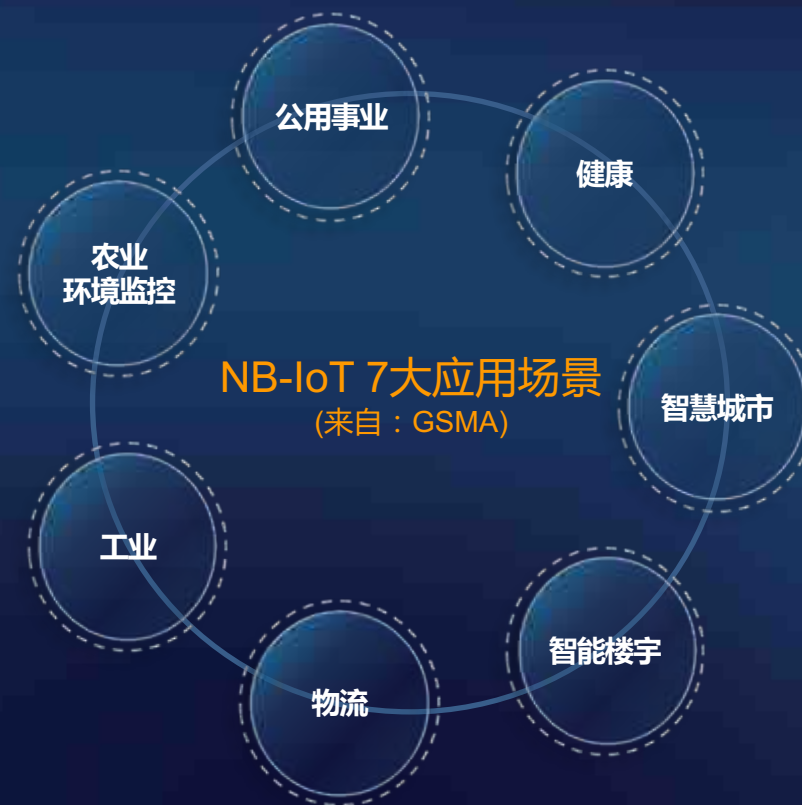 公用事业
健康
农业
环境监控
NB-IoT 7大应用场景
(来自：GSMA)
智慧城市
工业
智能楼宇
物流